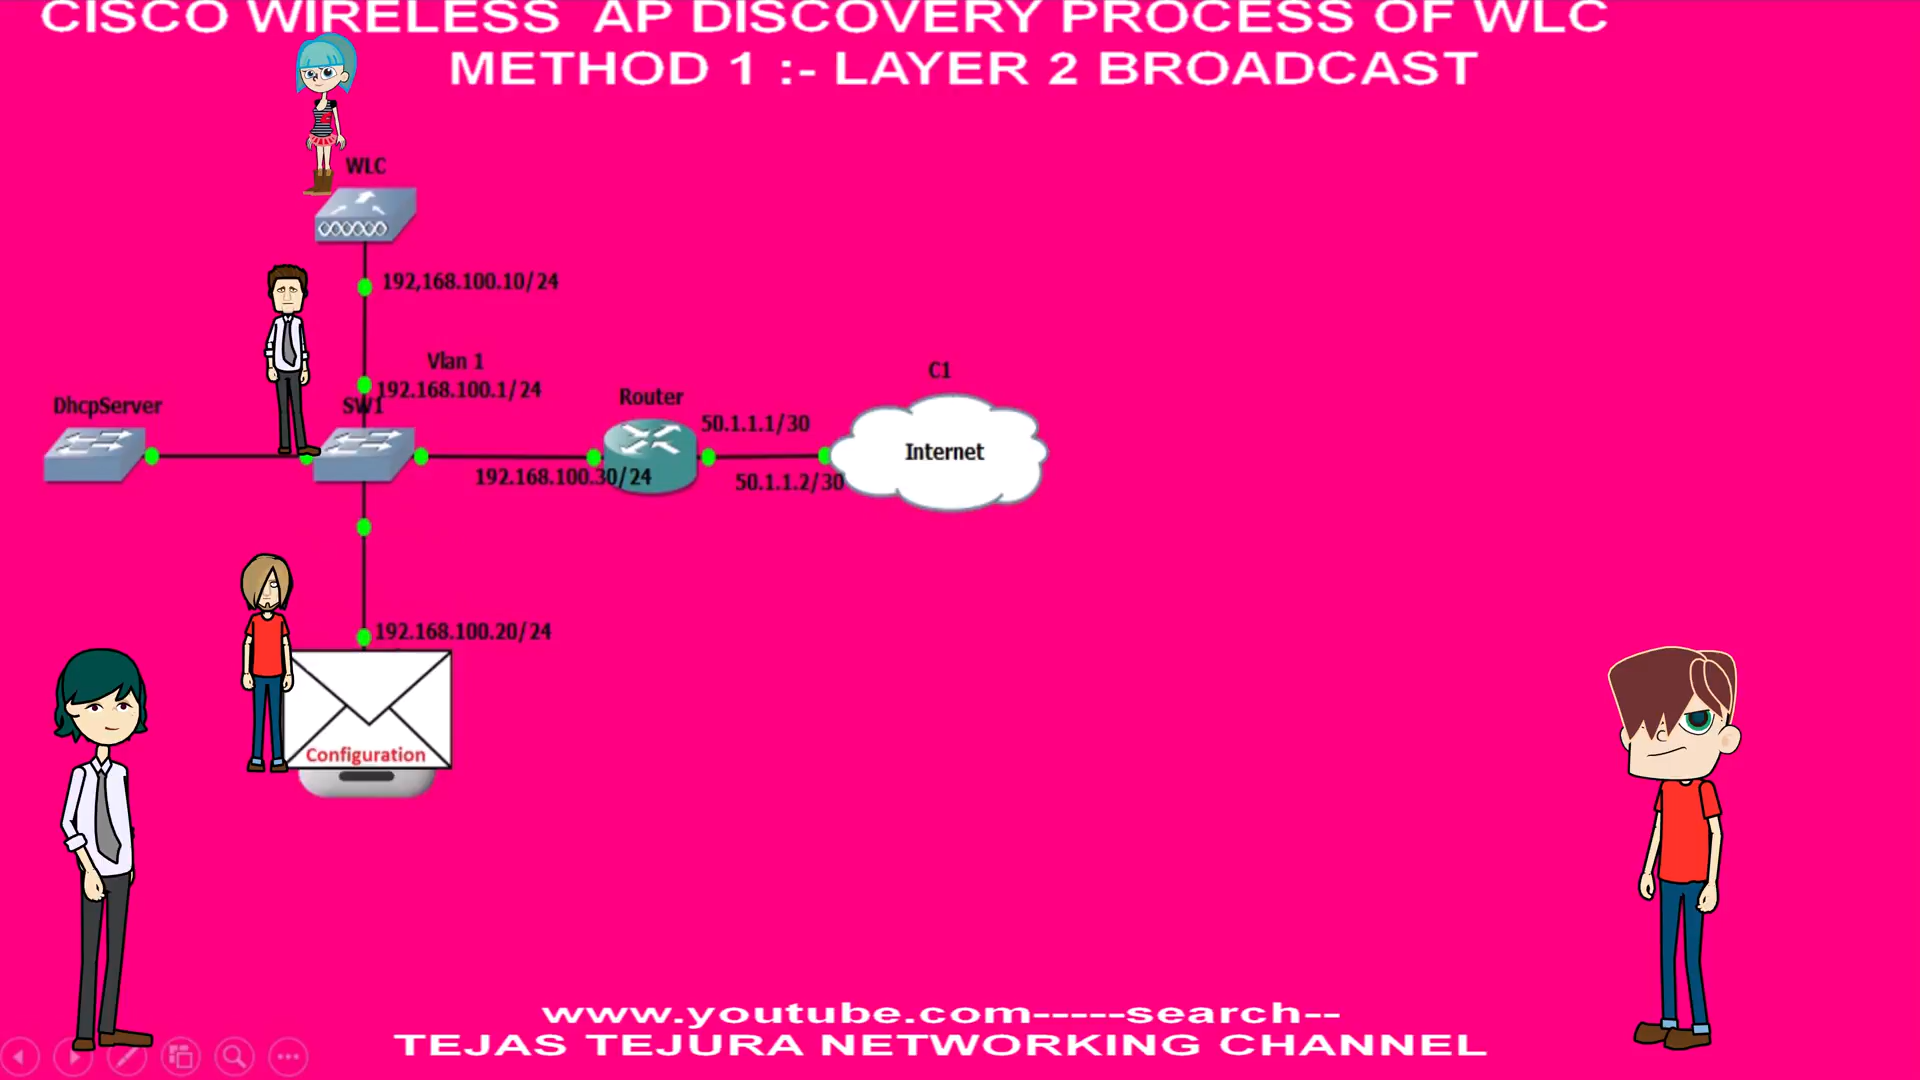 CISCO WIRELESS AP DISCOVERY PROCESS OF WLC
METHOD 1 :- LAYER 2 BROADCAST
WLC
192,168.100.10/24
Vlan 1
192.168.100.1/24
DhcpServer
SW1
Router
50.1.1.1/30
C1
Internet
192.168.100.30/24
50.1.1.2/30
192.168.100.20/24
Configuration
www.youtube.com-----search--
TEJAS TEJURA NETWORKING CHANNEL